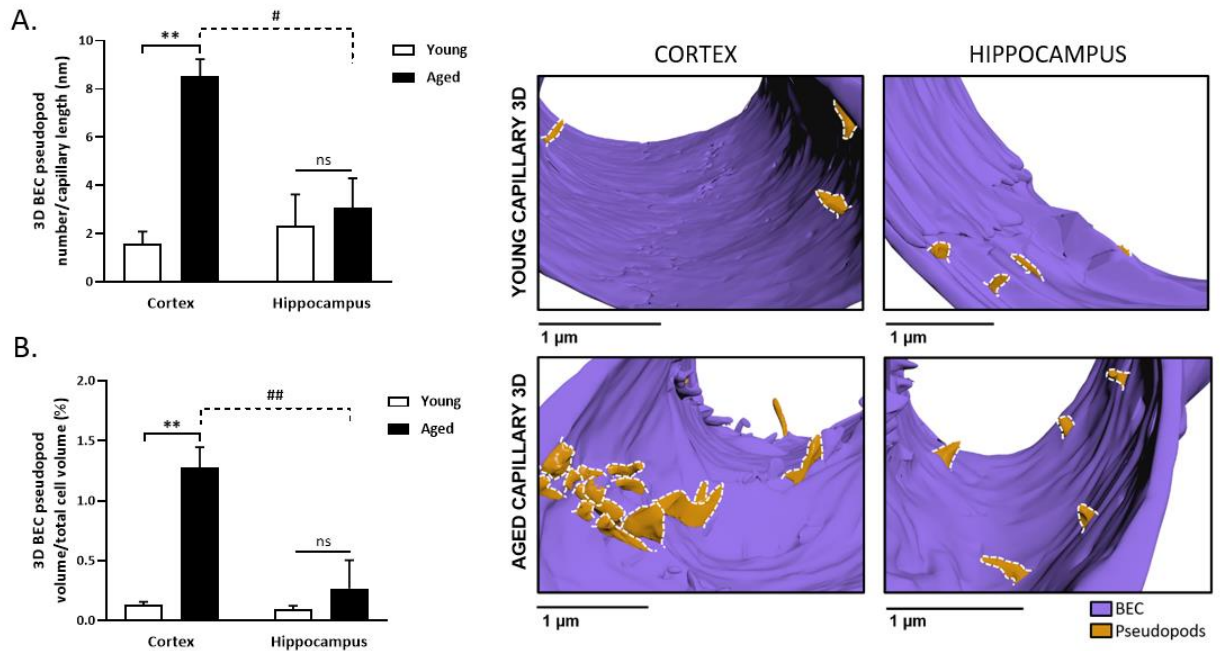 A.
3D BEC pseudopod
number/capillary length (nm)
10
8
6
4
2
0
**
#
ns
Young
Aged
Cortex
Hippocampus
B.
3D BEC pseudopod
volume/total cell volume (%)
2.0
1.5
1.0
0.5
0.0
**
##
ns
Young
Aged
Cortex
Hippocampus
CORTEX
HIPPOCAMPUS
YOUNG CAPILLARY 3D
1 µm
1 µm
AGED CAPILLARY 3D
1 µm
1 µm
BEC
Pseudopods